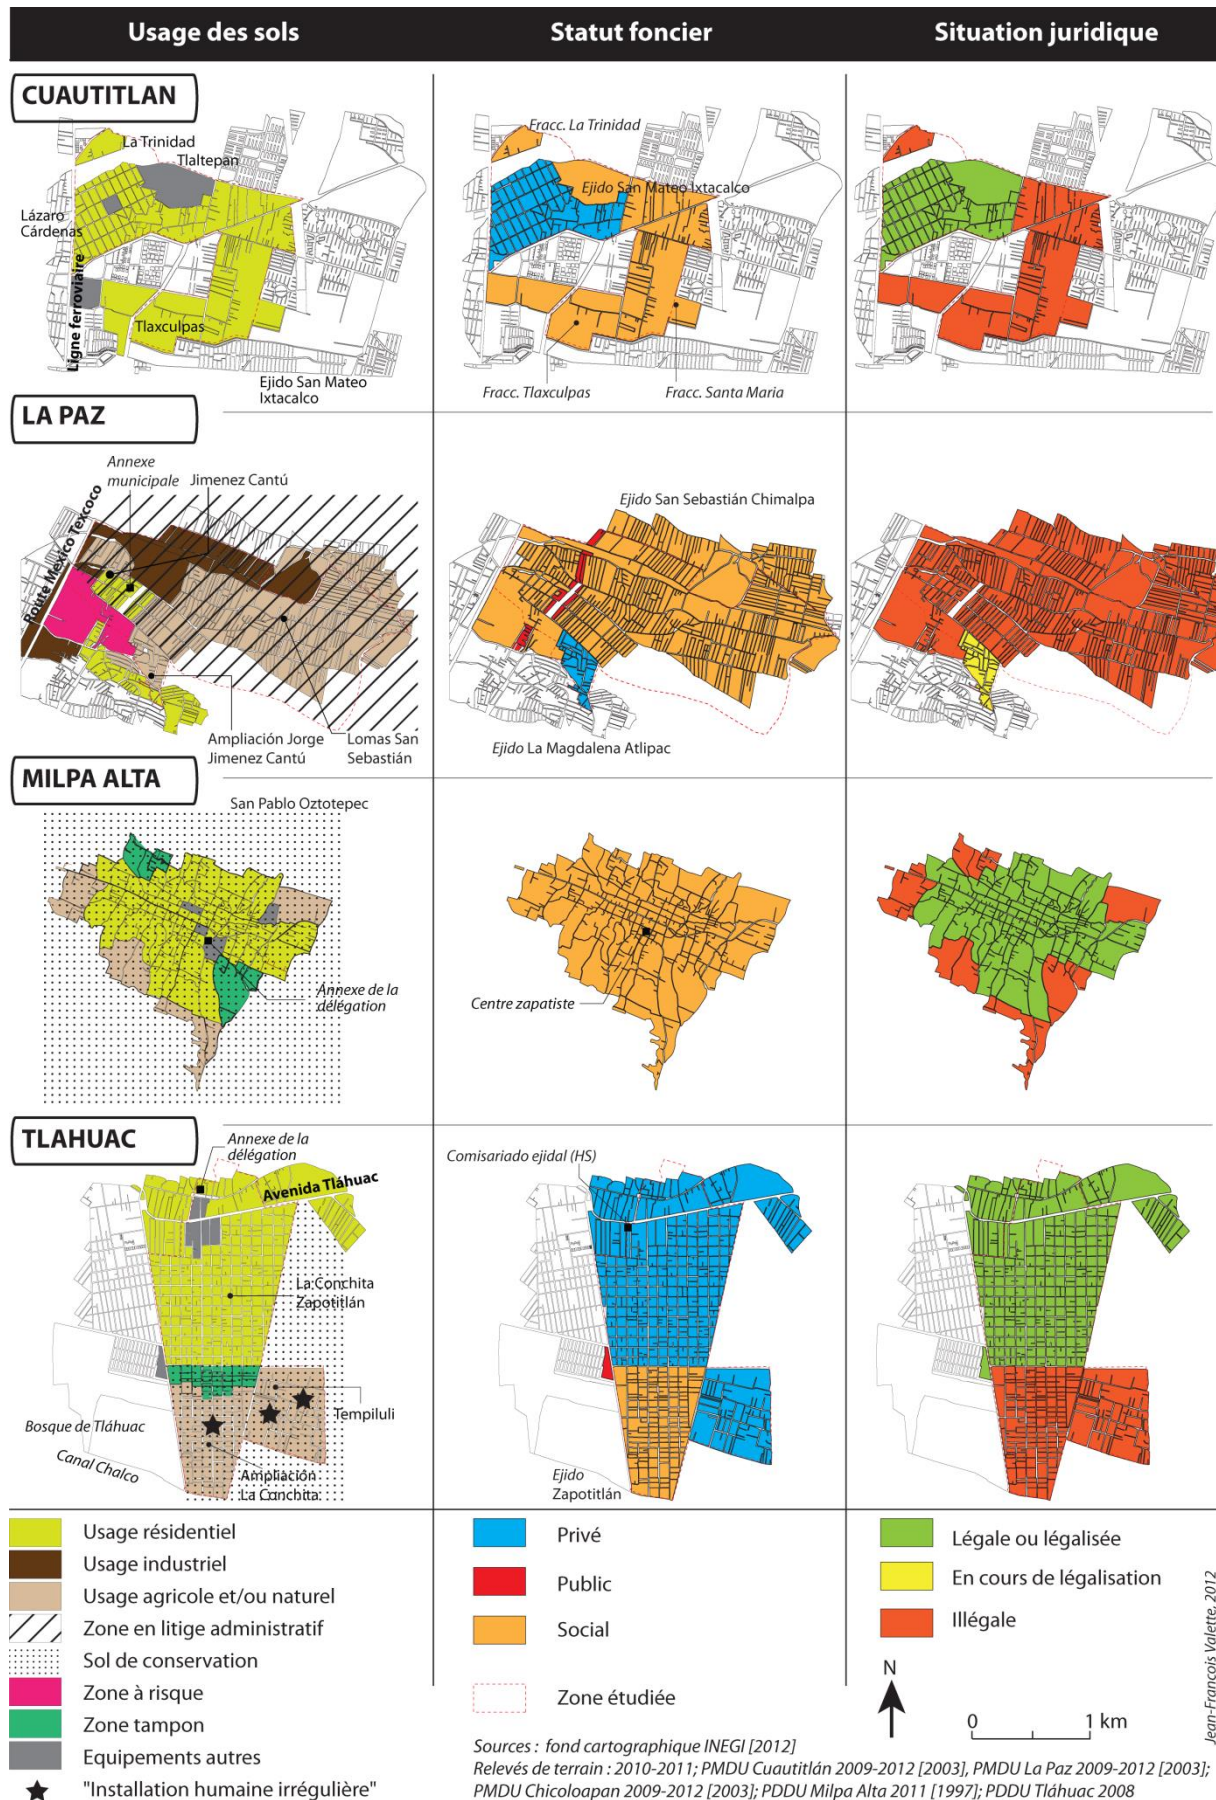 Usage des sols
Statut foncier
Situation juridique
CUAUTITLAN
La Trinidad
Tlaltepan
Lázaro
Cárdenas
Ligne ferroviaire
Tlaxculpas
Ejido San Mateo
Ixtacalco
Fracc. La Trinidad
Ejido San Mateo Ixtacalco
Fracc. Tlaxculpas
Fracc. Santa Maria
LA PAZ
Annexe
municipale
Jimenez Cantú
Route Mexico Texcoco
Ampliación Jorge
Jimenez Cantú
Lomas San
Sebastián
Ejido San Sebastián Chimalpa
Ejido La Magdalena Atlipac
MILPA ALTA
San Pablo Oztotepec
Annexe de la
délégation
Centre zapatiste
TLAHUAC
Annexe de la
délégation
Avenida Tláhuac
La Conchita
Zapotitlán
Tempiluli
Bosque de Tláhuac
Canal Chalco
Ampliación
La Conchita
Comisariado ejidal (HS)
Ejido
Zapotitlán
Usage résidentiel
Usage industriel
Usage agricole et/ou naturel
Zone en litige administratif
Sol de conservation
Zone à risque
Zone tampon
Equipements autres
"Installation humaine irrégulière"
Privé
Public
Social
Zone étudiée
Légale ou légalisée
En cours de légalisation
Illégale
N
0 1 km
Jean-François Valette, 2012
Sources : fond cartographique INEGI [2012]
Relevés de terrain : 2010-2011; PMDU Cuautitlán 2009-2012 [2003], PMDU La Paz 2009-2012 [2003];
PMDU Chicoloapan 2009-2012 [2003]; PDDU Milpa Alta 2011 [1997]; PDDU Tláhuac 2008